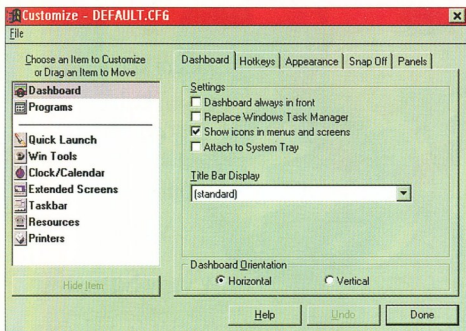 Customize - DEFAULT.CFG
File
Choose an Item to Customize
or Drag an Item to Move
Dashboard
Programs
Quick Launch
Win Tools
Clock/Calendar
Extended Screens
Taskbar
Resources
Printers
Hide Item
Dashboard
Hotkeys
Appearance
Snap Off
Panels
Settings
Dashboard always in front
Replace Windows Task Manager
Show icons in menus and screens
Attach to System Tray
Title Bar Display
(standard)
Dashboard Orientation
Horizontal
Vertical
Help
Undo
Done